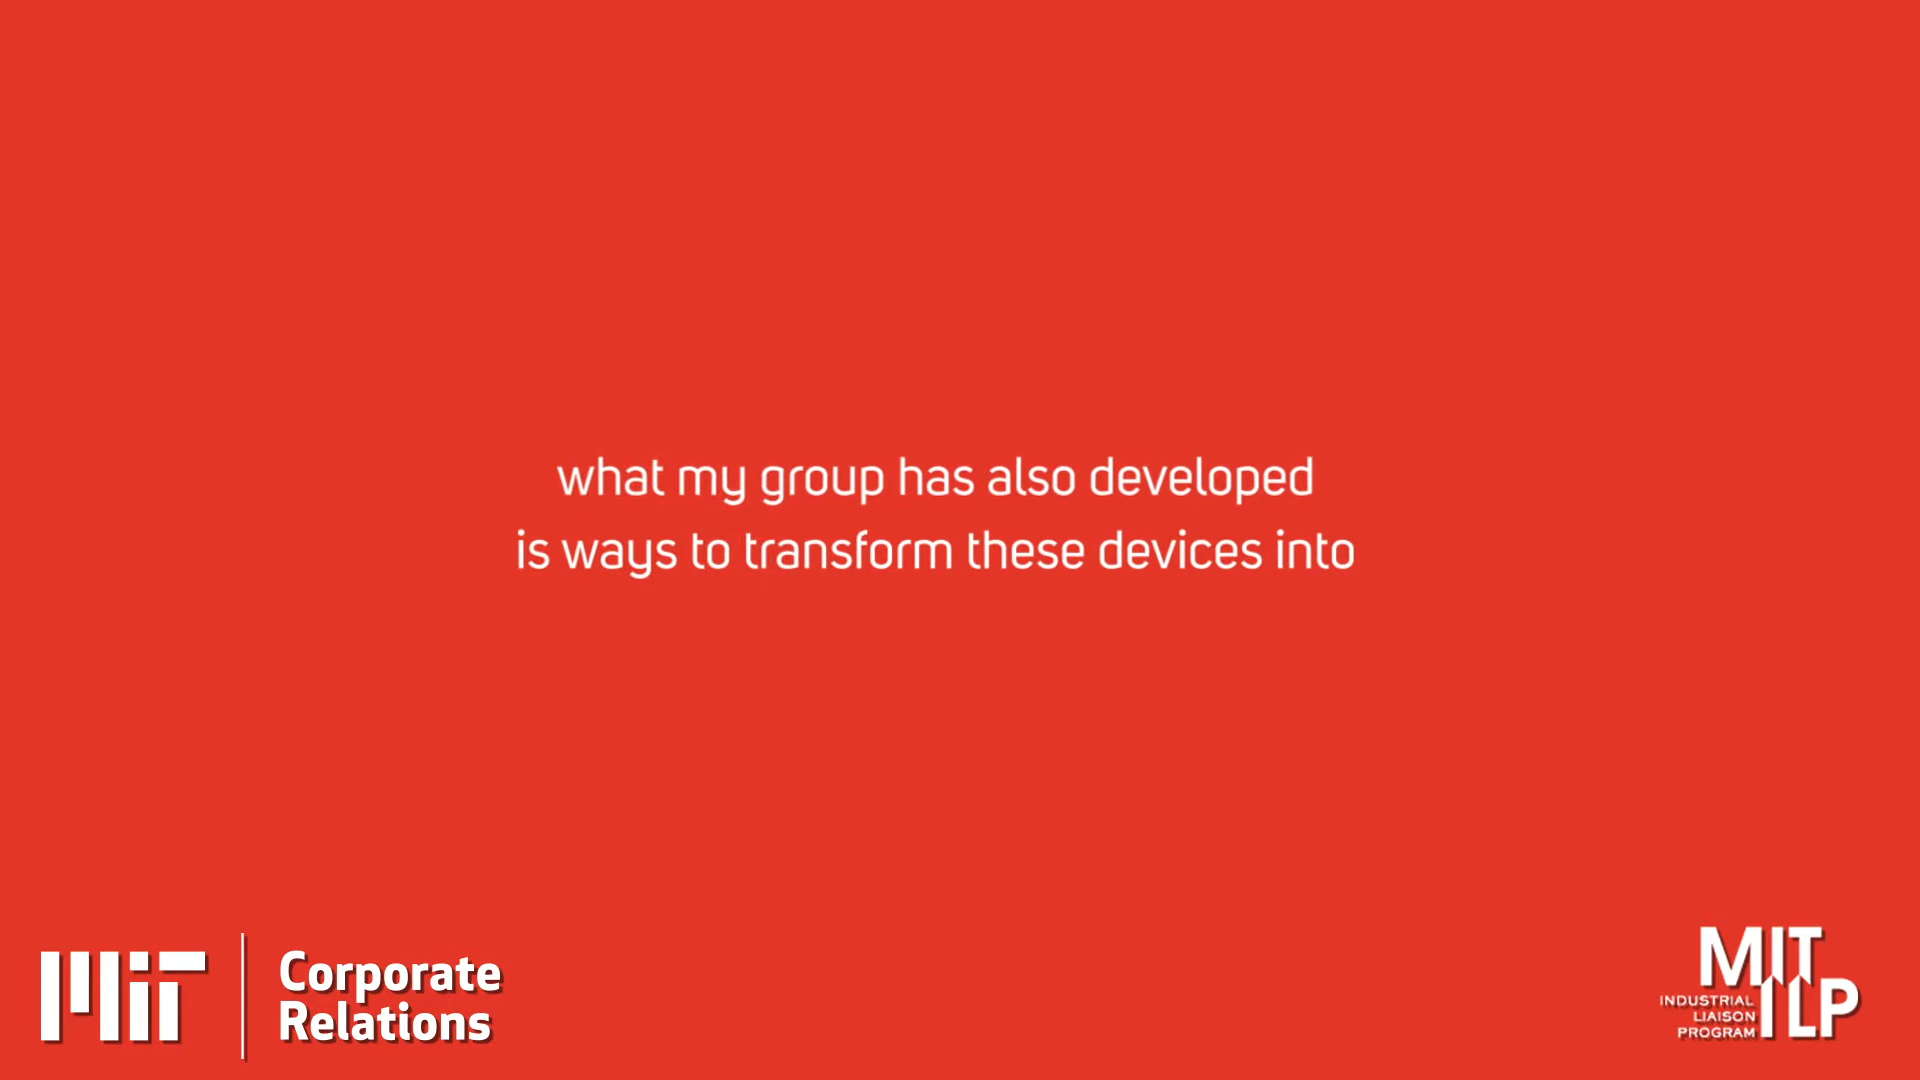 what my group has also developed
is ways to transform these devices into
MIT
Corporate
Relations
MIT
ILP
INDUSTRIAL
LIAISON
PROGRAM